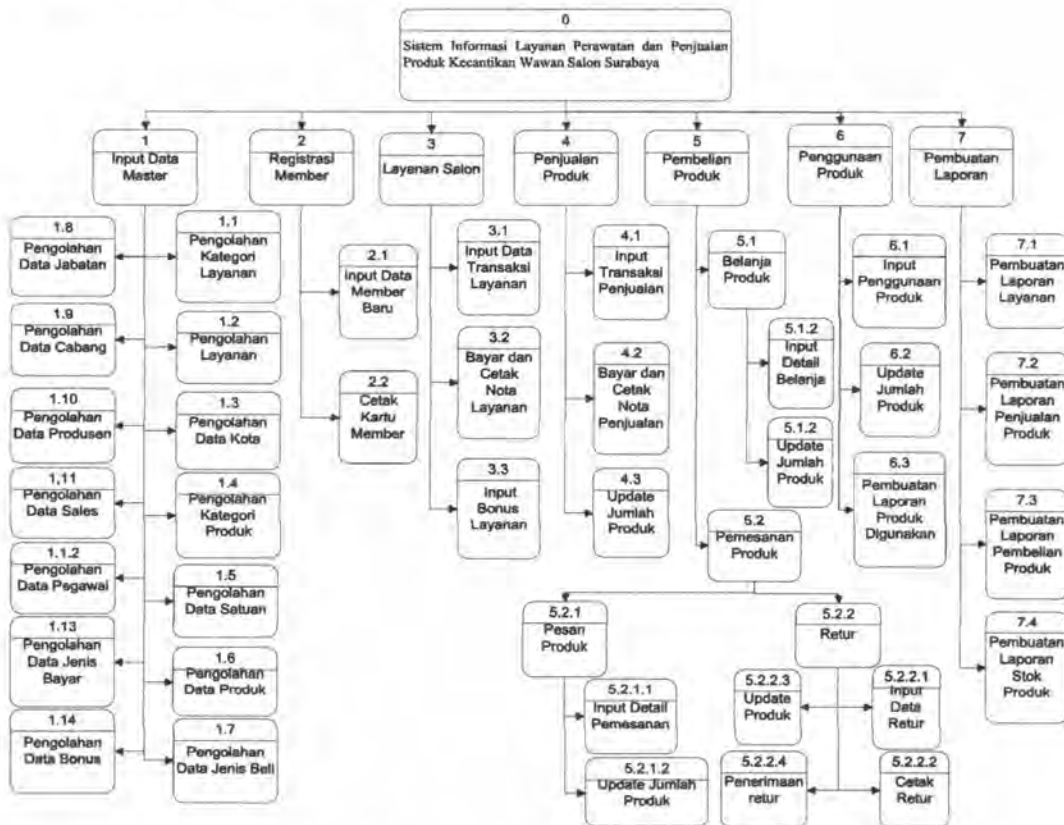 0
Sistem Informasi Layanan Perawatan dan Penjualan
Produk Kecantikan Wawan Salon Surabaya
1
Input Data
Master
2
Registrasi
Member
3
Layanan Salon
4
Penjualan
Produk
5
Pembelian
Produk
6
Penggunaan
Produk
7
Pembuatan
Laporan
1.8
Pengolahan
Data Jabatan
1.9
Pengolahan
Data Cabang
1.10
Pengolahan
Data Produsen
1,11
Pengolahan
Data Sales
1.1.2
Pengolahan
Data Pegawai
1.13
Pengolahan
Data Jenis
Bayar
1.14
Pengolahan
Data Bonus
1.1
Pengolahan
Kategori
Layanan
1.2
Pengolahan
Layanan
1.3
Pengolahan
Data Kota
1.4
Pengolahan
Kategori
Produk
1.5
Pengolahan
Data Satuan
1.6
Pengolahan
Data Produk
1.7
Pengolahan
Data Jenis Beli
2.1
Input Data
Member
Baru
2.2
Cetak
Kartu
Member
3.1
Input Data
Transaksi
Layanan
3.2
Bayar dan
Cetak
Nota
Layanan
3.3
Input
Bonus
Layanan
4.1
Input
Transaksi
Penjualan
4.2
Bayar dan
Cetak
Nota
Penjualan
4.3
Update
Jumlah
Produk
5.1
Belanja
Produk
5.1.2
Input
Detail
Belanja
5.1.2
Update
Jumlah
Produk
5.2
Pemesanan
Produk
5.2.1
Pesan
Produk
5.2.1.1
Input Detail
Pemesanan
5.2.1.2
Update Jumlah
Produk
5.2.2
Retur
5.2.2.3
Update
Produk
5.2.2.1
Input
Data
Retur
5.2.2.4
Penerimaan
retur
5.2.2.2
Cetak
Retur
6.1
Input
Penggunaan
Produk
6.2
Update
Jumlah
Produk
6.3
Pembuatan
Laporan
Produk
Digunakan
7.1
Pembuatan
Laporan
Layanan
7.2
Pembuatan
Laporan
Penjualan
Produk
7.3
Pembuatan
Laporan
Pembelian
Produk
7.4
Pembuatan
Laporan
Stok
Produk